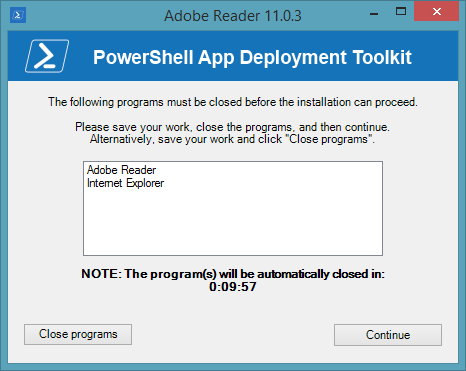 Adobe Reader 11.0.3
PowerShell App Deployment Toolkit
The following programs must be closed before the installation can proceed.
Please save your work, close the programs, and then continue.
Alternatively, save your work and click "Close programs".
Adobe Reader
Internet Explorer
NOTE: The program(s) will be automatically closed in:
0:09:57
Close programs
Continue